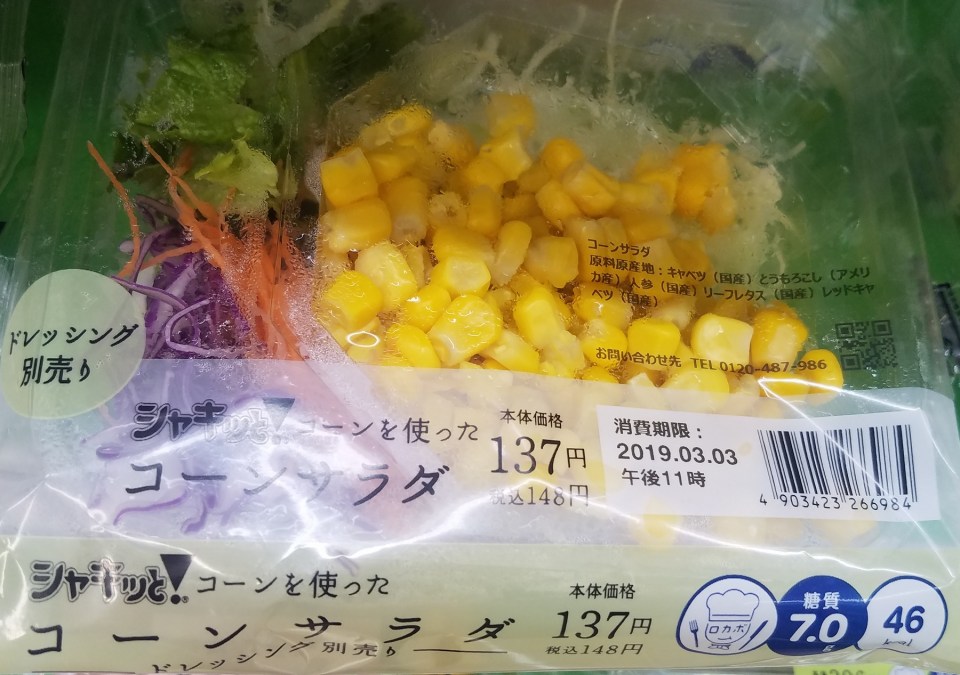 コーンサラダ
原料原産地：キャベツ（国産）とうもろこし（アメリ
カ産）人参（国産）リーフレタス（国産）レッドキャ
ベツ（国産）
お問い合わせ先 TEL 0120-487-986
ドレッシング
別売り
シャキッと！コーンを使った
コーンサラダ
本体価格
137円
税込148円
消費期限：
2019.03.03
午後11時
4 903423 266984
シャキッと！® コーンを使った
コーンサラダ
ドレッシング別売り
本体価格
137円
税込148円
ロカボ
糖質
7.0
g
46